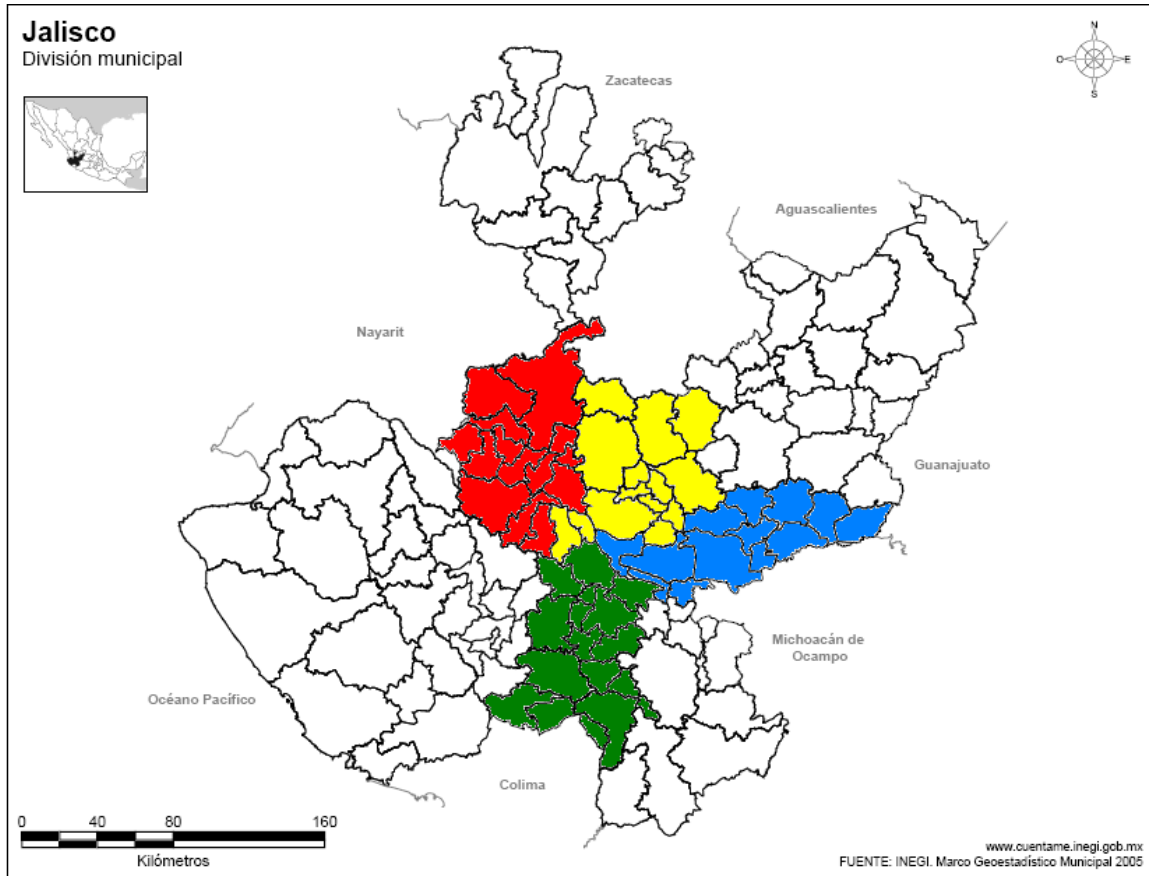 Jalisco
División municipal
N
O
E
S
Zacatecas
Aguascalientes
Nayarit
Guanajuato
Michoacán de
Ocampo
Océano Pacífico
Colima
0 40 80 160
Kilómetros
www.cuentame.inegi.gob.mx
FUENTE: INEGI. Marco Geoestadístico Municipal 2005